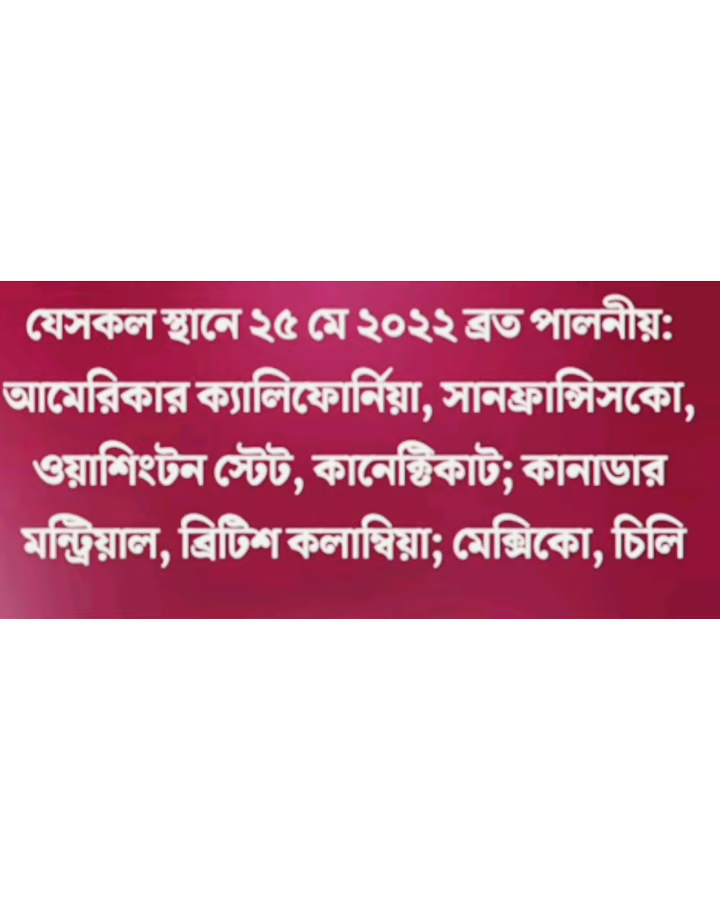 যেসকল স্থানে ২৫ মে ২০২২ ব্রত পালনীয়:
আমেরিকার ক্যালিফোর্নিয়া, সানফ্রান্সিসকো,
ওয়াশিংটন স্টেট, কানেক্টিকাট; কানাডার
মন্ট্রিয়াল, ব্রিটিশ কলাম্বিয়া; মেক্সিকো, চিলি